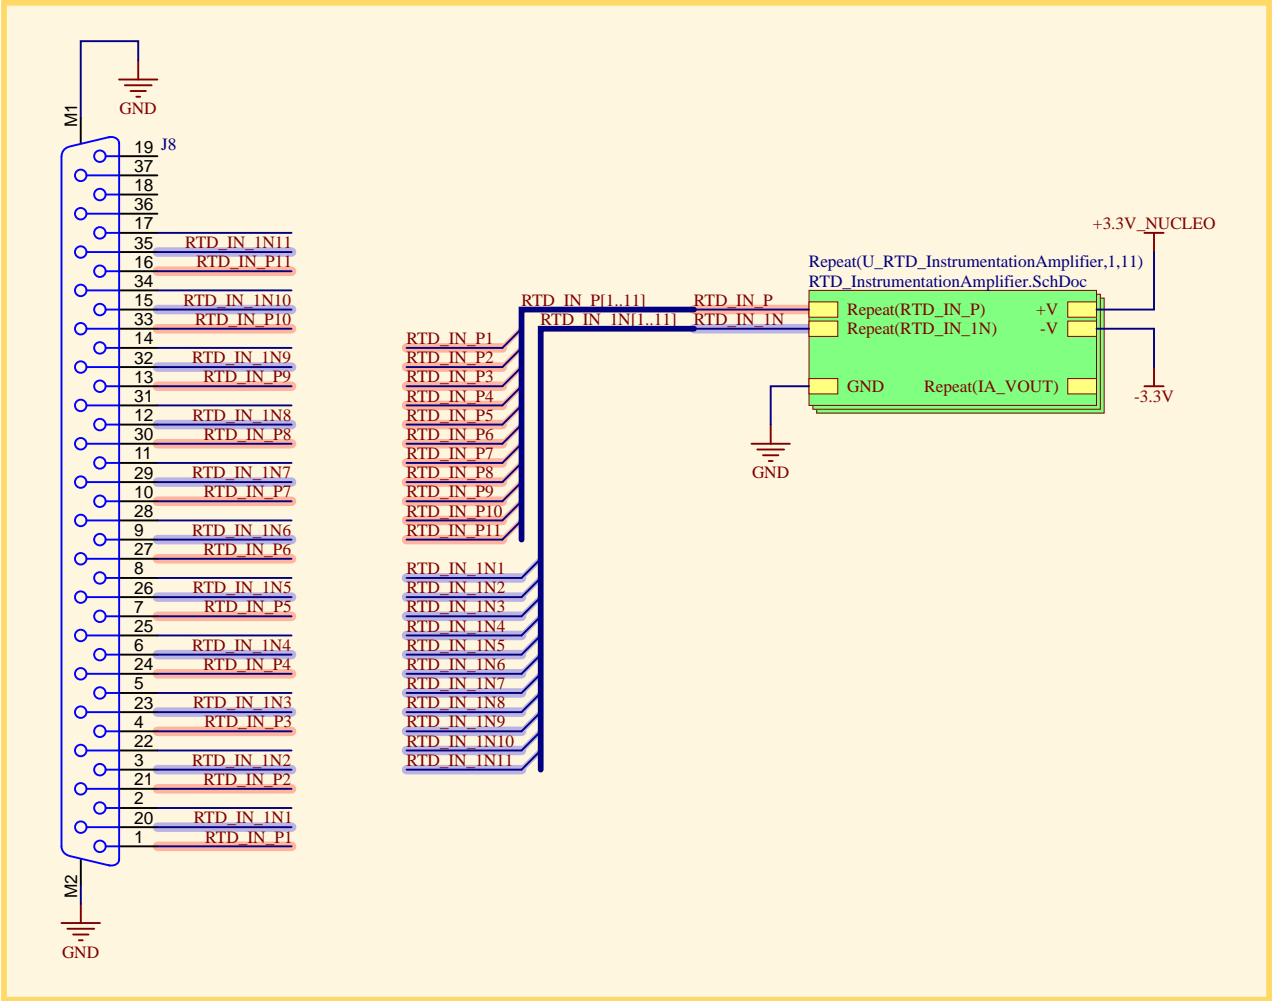 GND
M1
19 J8
37
18
36
17
35 RTD_IN_1N11
16 RTD_IN_P11
34
15 RTD_IN_1N10
33 RTD_IN_P10
14
32 RTD_IN_1N9
13 RTD_IN_P9
31
12 RTD_IN_1N8
30 RTD_IN_P8
11
29 RTD_IN_1N7
10 RTD_IN_P7
28
9 RTD_IN_1N6
27 RTD_IN_P6
8
26 RTD_IN_1N5
7 RTD_IN_P5
25
6 RTD_IN_1N4
24 RTD_IN_P4
5
23 RTD_IN_1N3
4 RTD_IN_P3
22
3 RTD_IN_1N2
21 RTD_IN_P2
2
20 RTD_IN_1N1
1 RTD_IN_P1
M2
GND
RTD_IN_P[1..11] RTD_IN_P
RTD_IN_1N[1..11] RTD_IN_1N
RTD_IN_P1
RTD_IN_P2
RTD_IN_P3
RTD_IN_P4
RTD_IN_P5
RTD_IN_P6
RTD_IN_P7
RTD_IN_P8
RTD_IN_P9
RTD_IN_P10
RTD_IN_P11
RTD_IN_1N1
RTD_IN_1N2
RTD_IN_1N3
RTD_IN_1N4
RTD_IN_1N5
RTD_IN_1N6
RTD_IN_1N7
RTD_IN_1N8
RTD_IN_1N9
RTD_IN_1N10
RTD_IN_1N11
+3.3V_NUCLEO
Repeat(U_RTD_InstrumentationAmplifier,1,11)
RTD_InstrumentationAmplifier.SchDoc
Repeat(RTD_IN_P) +V
Repeat(RTD_IN_1N) -V
GND Repeat(IA_VOUT)
-3.3V
GND